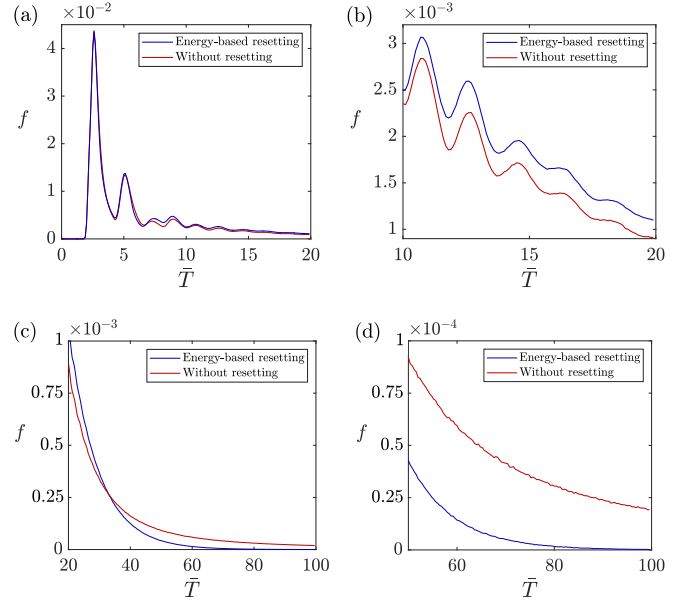 (a)
×10⁻²
4
2
0
f
0 5 10 15 20
T̄
Energy-based resetting
Without resetting
(b)
×10⁻³
3
2.5
2
1.5
1
f
10 15 20
T̄
Energy-based resetting
Without resetting
(c)
×10⁻³
1
0.75
0.5
0.25
0
f
20 40 60 80 100
T̄
Energy-based resetting
Without resetting
(d)
×10⁻⁴
1
0.75
0.5
0.25
0
f
60 80 100
T̄
Energy-based resetting
Without resetting